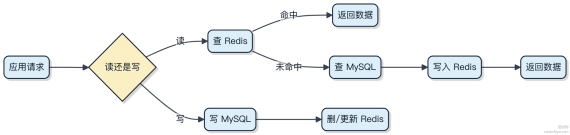 命中
返回数据
读
查 Redis
应用请求
读还是写
未命中
查 MySQL
写入 Redis
返回数据
写
写 MySQL
删/更新 Redis